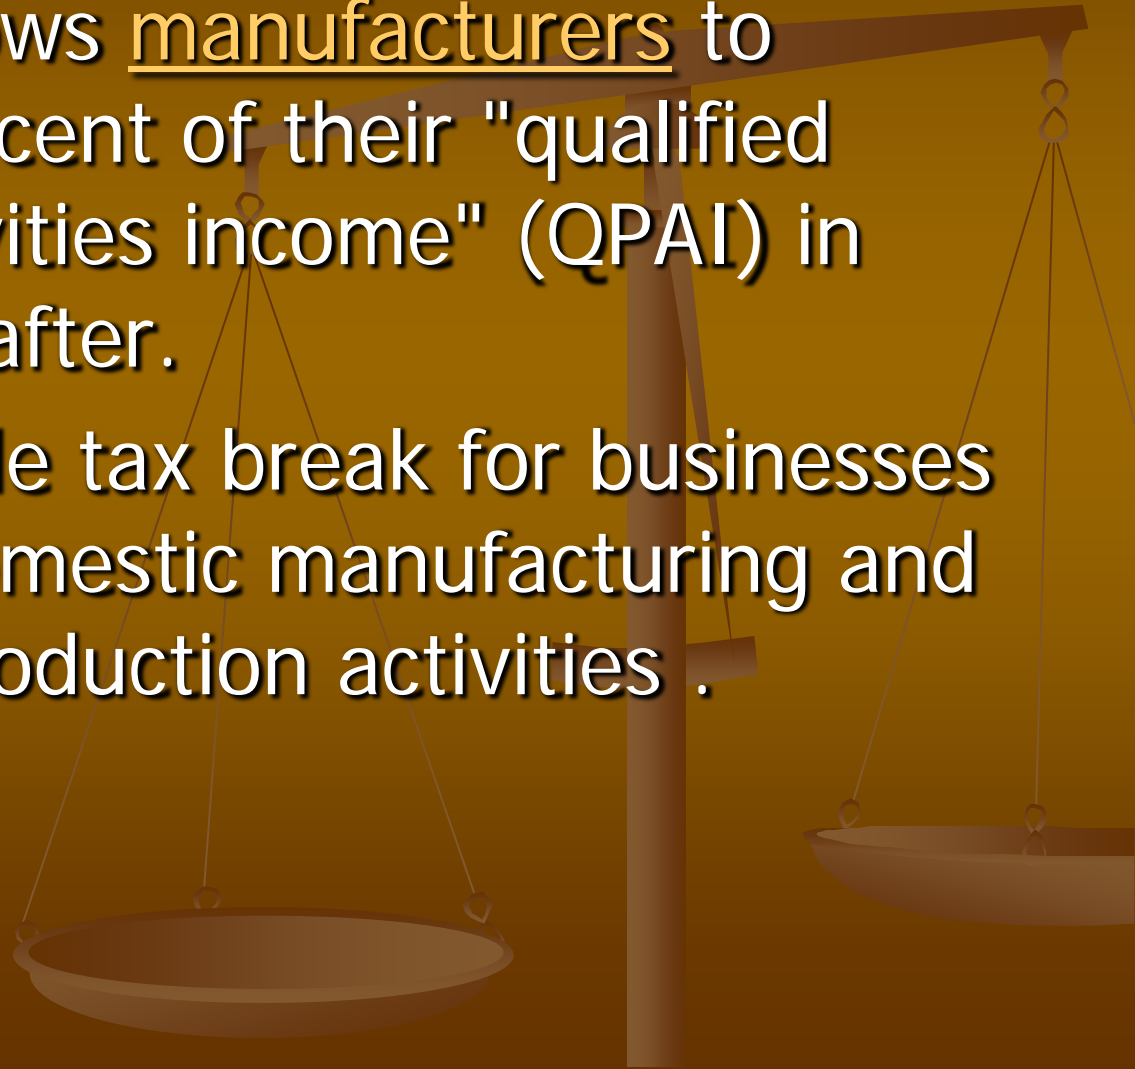 ws manufacturers to
cent of their "qualified
vities income" (QPAI) in
after.
le tax break for businesses
mestic manufacturing and
oduction activities .